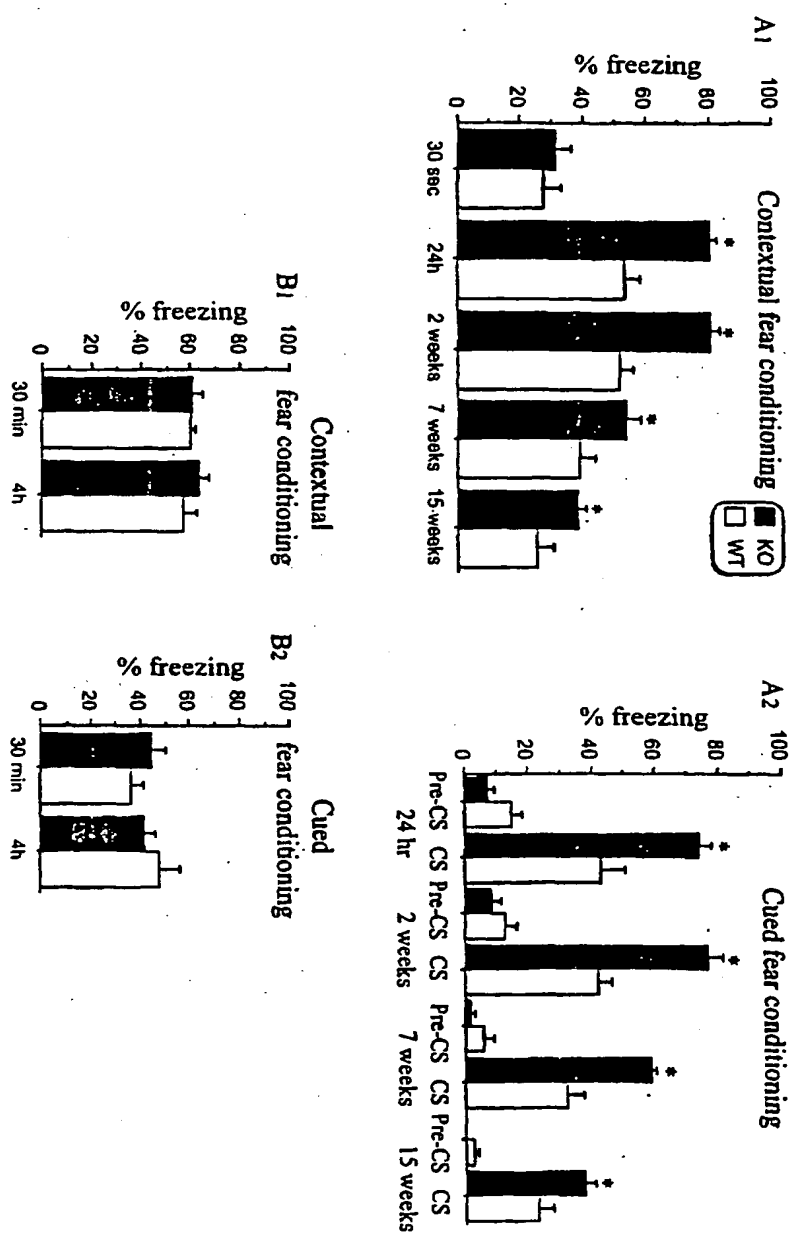 A1
Contextual fear conditioning
KO
WT
% freezing
100
80
60
40
20
0
30 sec
24h
2 weeks
7 weeks
15 weeks
*
*
*
*
A2
Cued fear conditioning
% freezing
100
80
60
40
20
0
Pre-CS CS Pre-CS CS Pre-CS CS Pre-CS CS
24 hr 2 weeks 7 weeks 15 weeks
*
*
*
*
B1
Contextual
fear conditioning
% freezing
100
80
60
40
20
0
30 min
4h
B2
Cued
fear conditioning
% freezing
100
80
60
40
20
0
30 min
4h